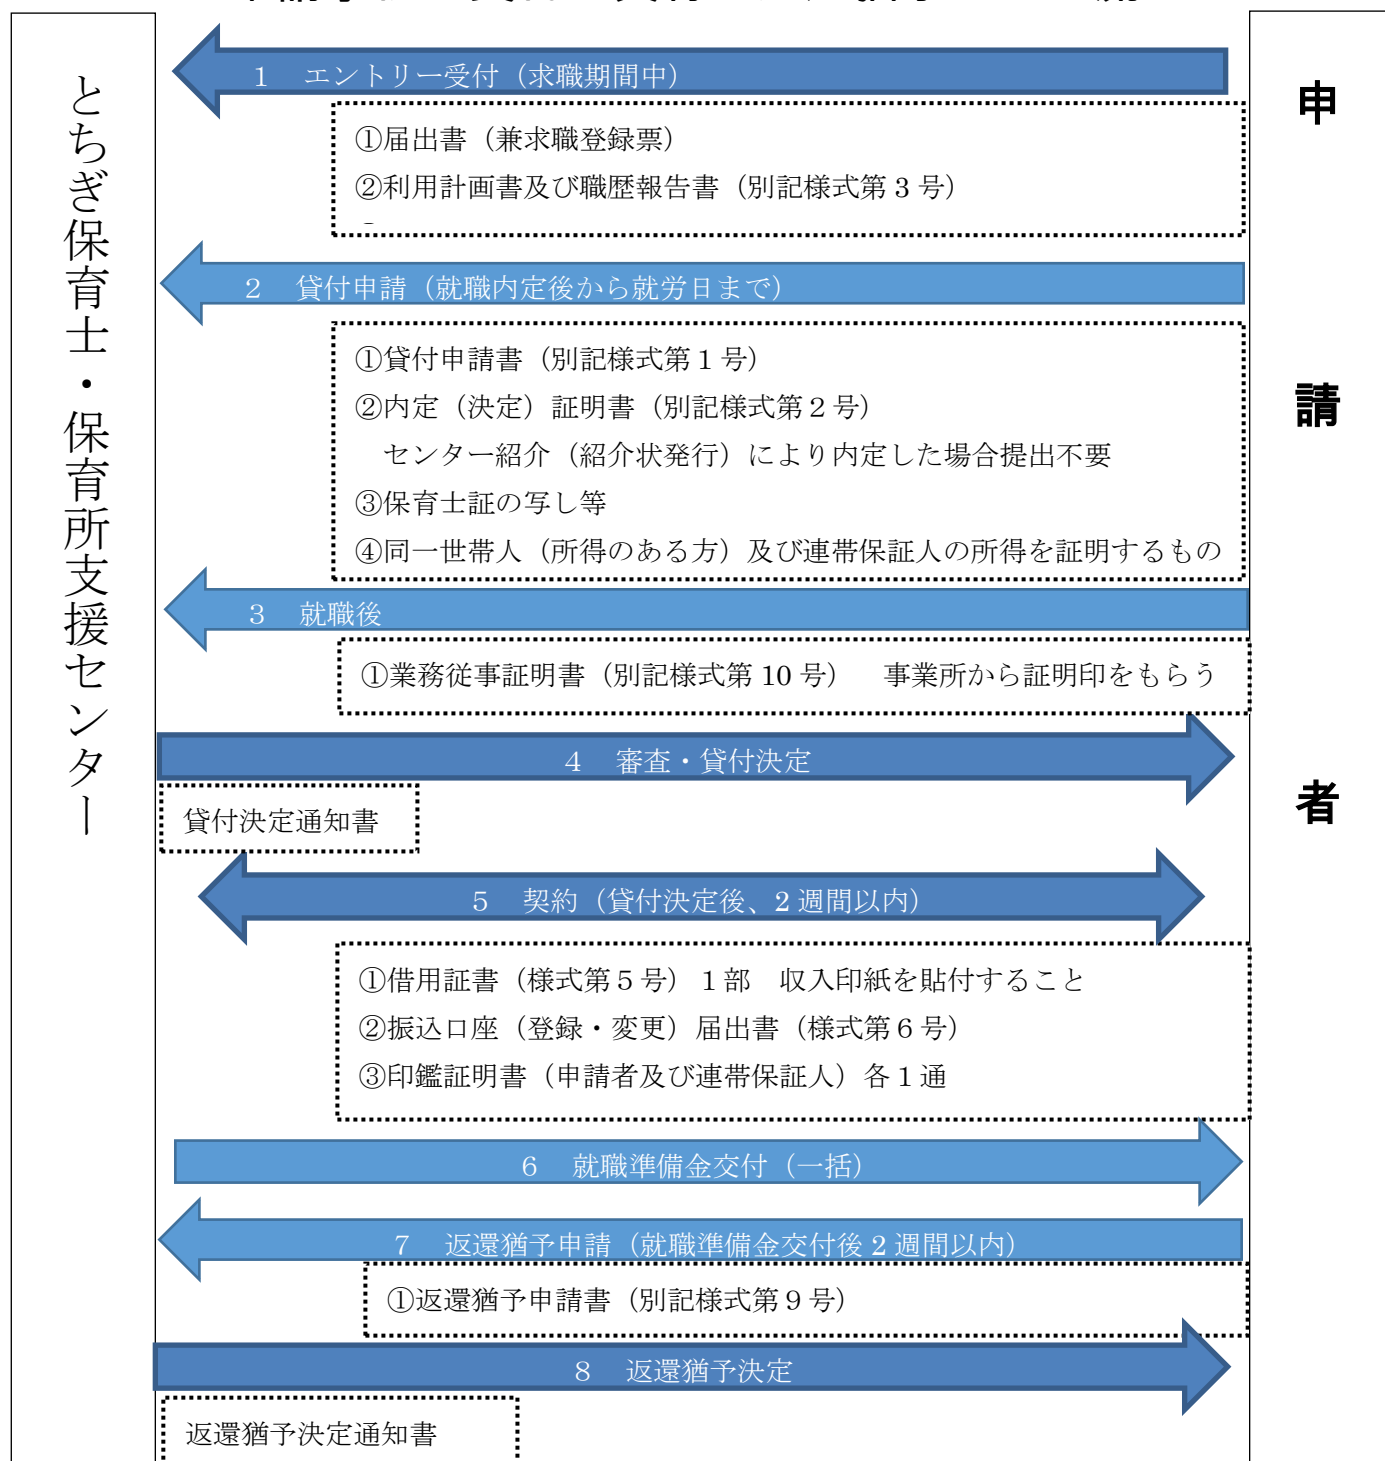 とちぎ保育士・保育所支援センター
申請者
１　エントリー受付（求職期間中）
①届出書（兼求職登録票）
②利用計画書及び職歴報告書（別記様式第３号）
２　貸付申請（就職内定後から就労日まで）
①貸付申請書（別記様式第１号）
②内定（決定）証明書（別記様式第２号）
センター紹介（紹介状発行）により内定した場合提出不要
③保育士証の写し等
④同一世帯人（所得のある方）及び連帯保証人の所得を証明するもの
３　就職後
①業務従事証明書（別記様式第 10 号）　事業所から証明印をもらう
４　審査・貸付決定
貸付決定通知書
５　契約（貸付決定後、2 週間以内）
①借用証書（様式第５号）１部　収入印紙を貼付すること
②振込口座（登録・変更）届出書（様式第６号）
③印鑑証明書（申請者及び連帯保証人）各１通
６　就職準備金交付（一括）
７　返還猶予申請（就職準備金交付後 2 週間以内）
①返還猶予申請書（別記様式第９号）
８　返還猶予決定
返還猶予決定通知書